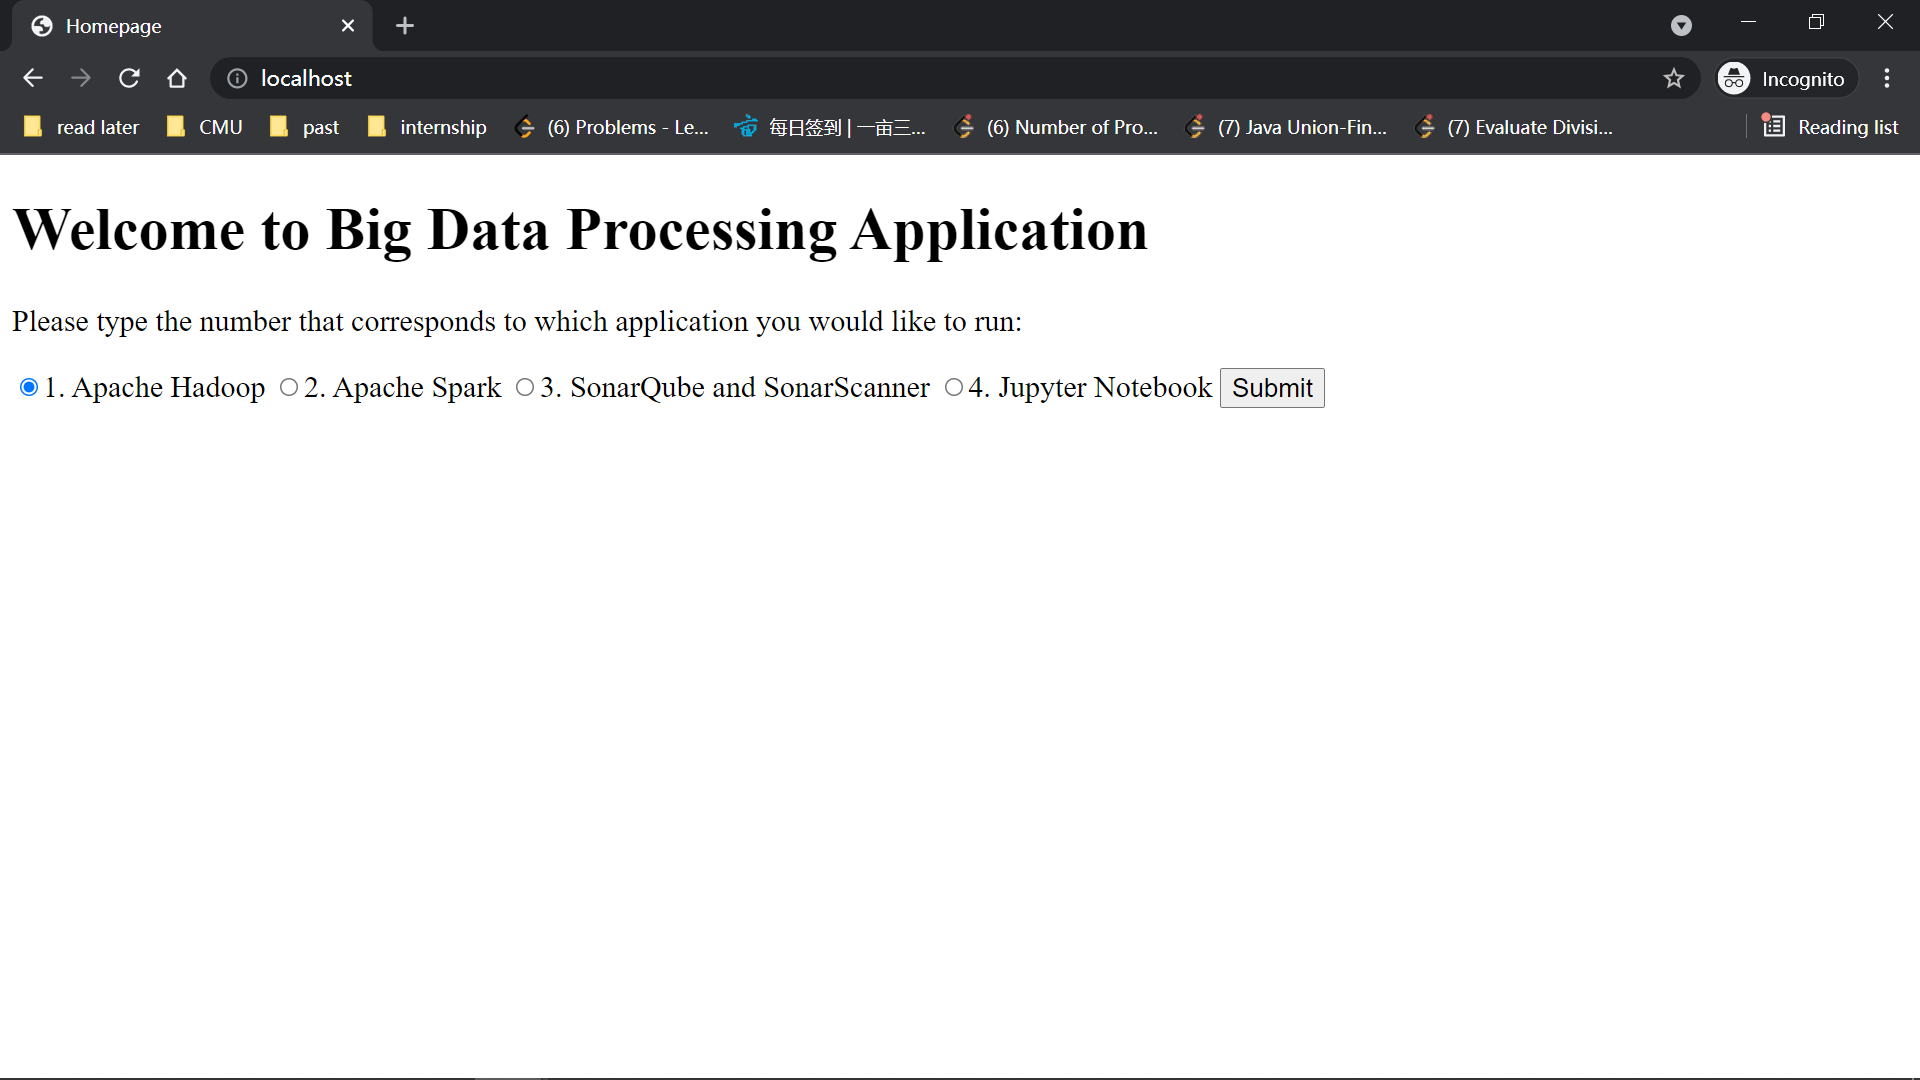 Homepage
localhost
Incognito
read later CMU past internship (6) Problems - Le... 每日签到 | 一亩三... (6) Number of Pro... (7) Java Union-Fin... (7) Evaluate Divisi... Reading list
Welcome to Big Data Processing Application
Please type the number that corresponds to which application you would like to run:
1. Apache Hadoop 2. Apache Spark 3. SonarQube and SonarScanner 4. Jupyter Notebook Submit